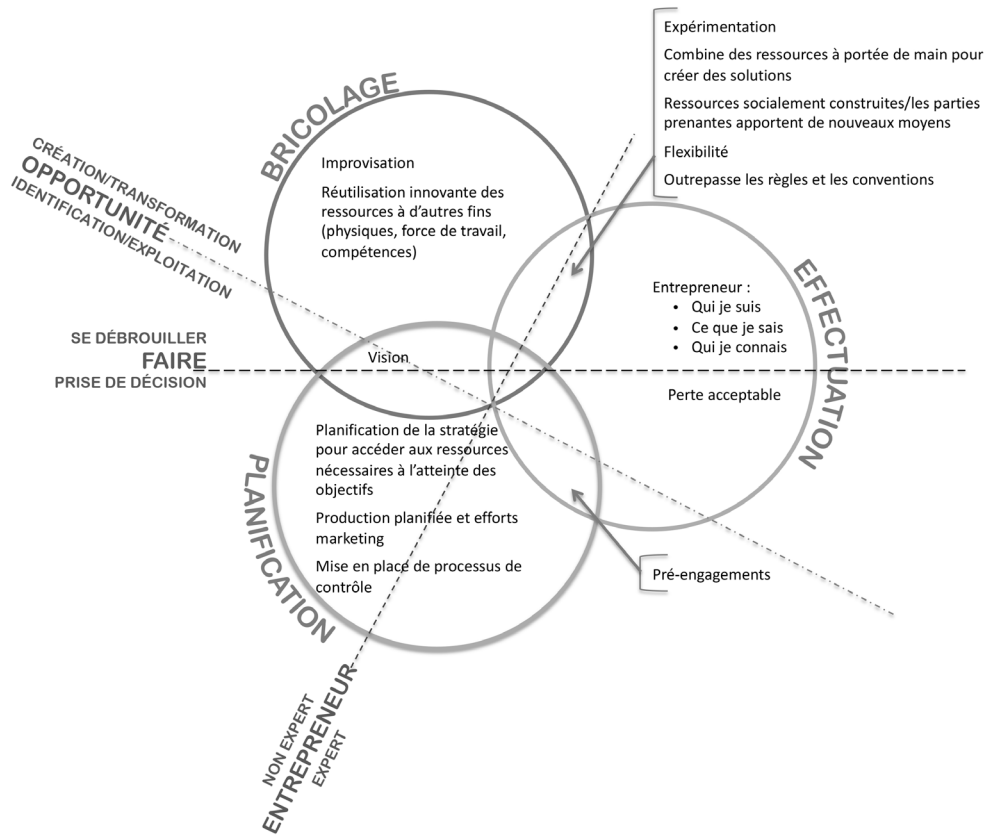 Expérimentation
Combine des ressources à portée de main pour
créer des solutions
Ressources socialement construites/les parties
prenantes apportent de nouveaux moyens
Flexibilité
Outrepasse les règles et les conventions
BRICOLAGE
Improvisation
Réutilisation innovante des
ressources à d'autres fins
(physiques, force de travail,
compétences)
CRÉATION/TRANSFORMATION
OPPORTUNITÉ
IDENTIFICATION/EXPLOITATION
EFFECTUATION
Entrepreneur :
• Qui je suis
• Ce que je sais
• Qui je connais
Perte acceptable
SE DÉBROUILLER
FAIRE
PRISE DE DÉCISION
Vision
PLANIFICATION
Planification de la stratégie
pour accéder aux ressources
nécessaires à l'atteinte des
objectifs
Production planifiée et efforts
marketing
Mise en place de processus de
contrôle
Pré-engagements
NON EXPERT
ENTREPRENEUR
EXPERT